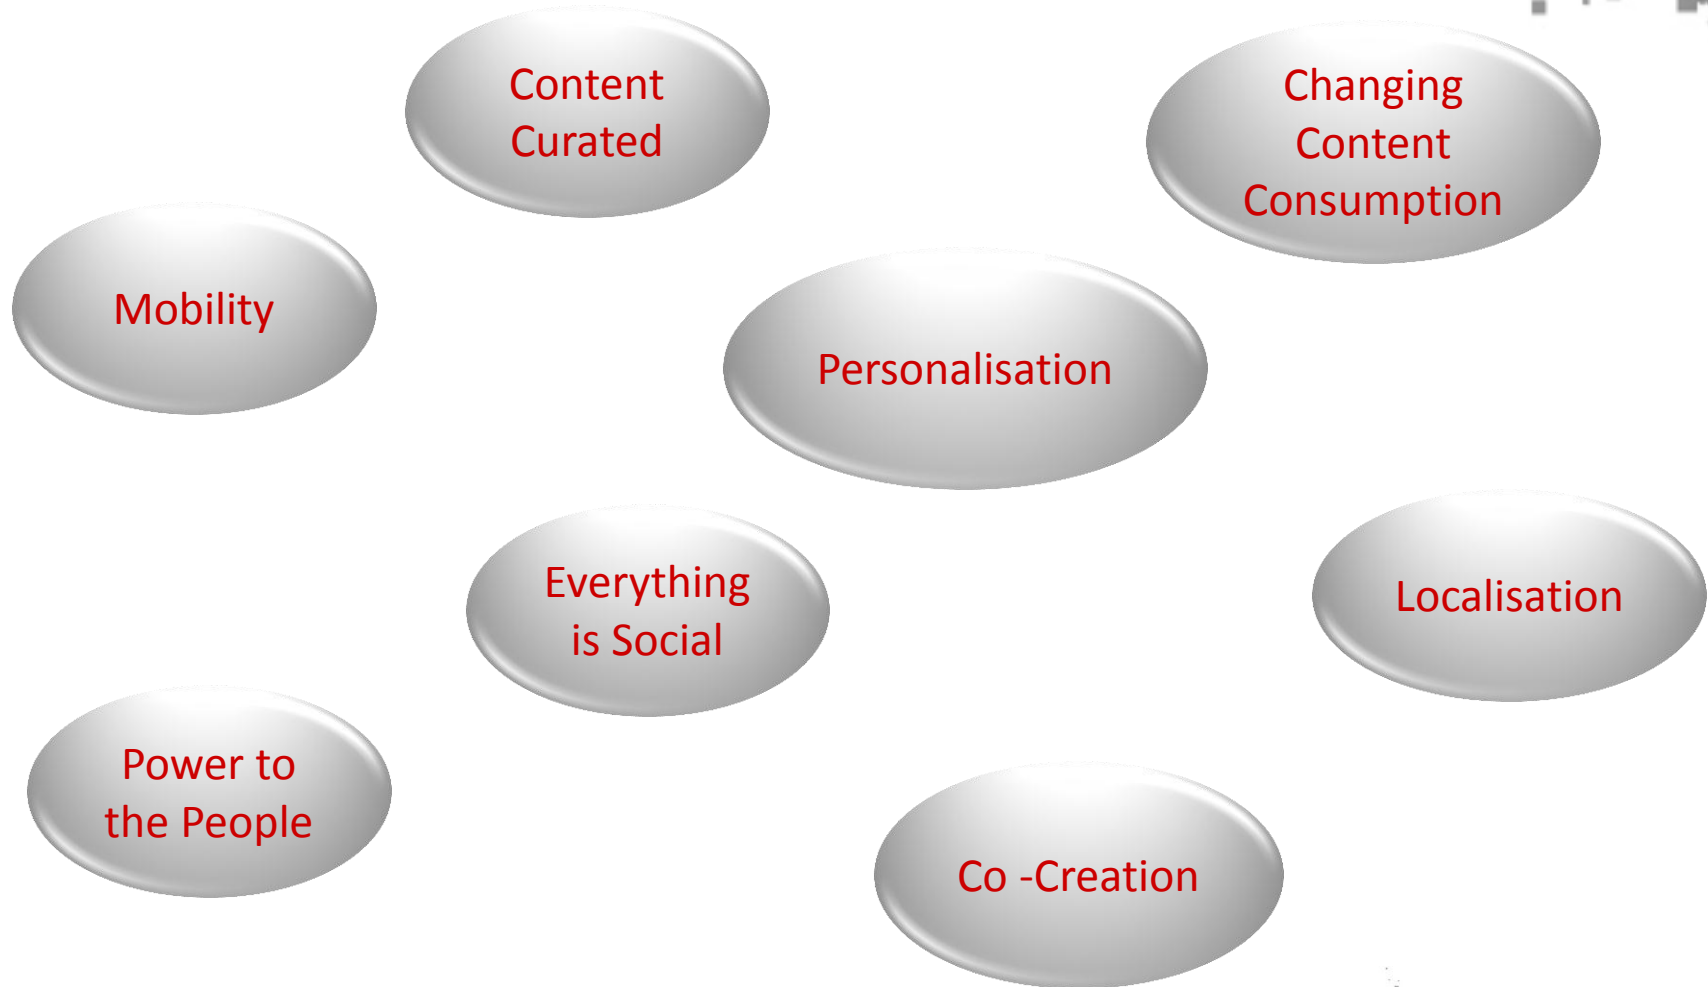 Content
Curated
Changing
Content
Consumption
Mobility
Personalisation
Everything
is Social
Localisation
Power to
the People
Co -Creation